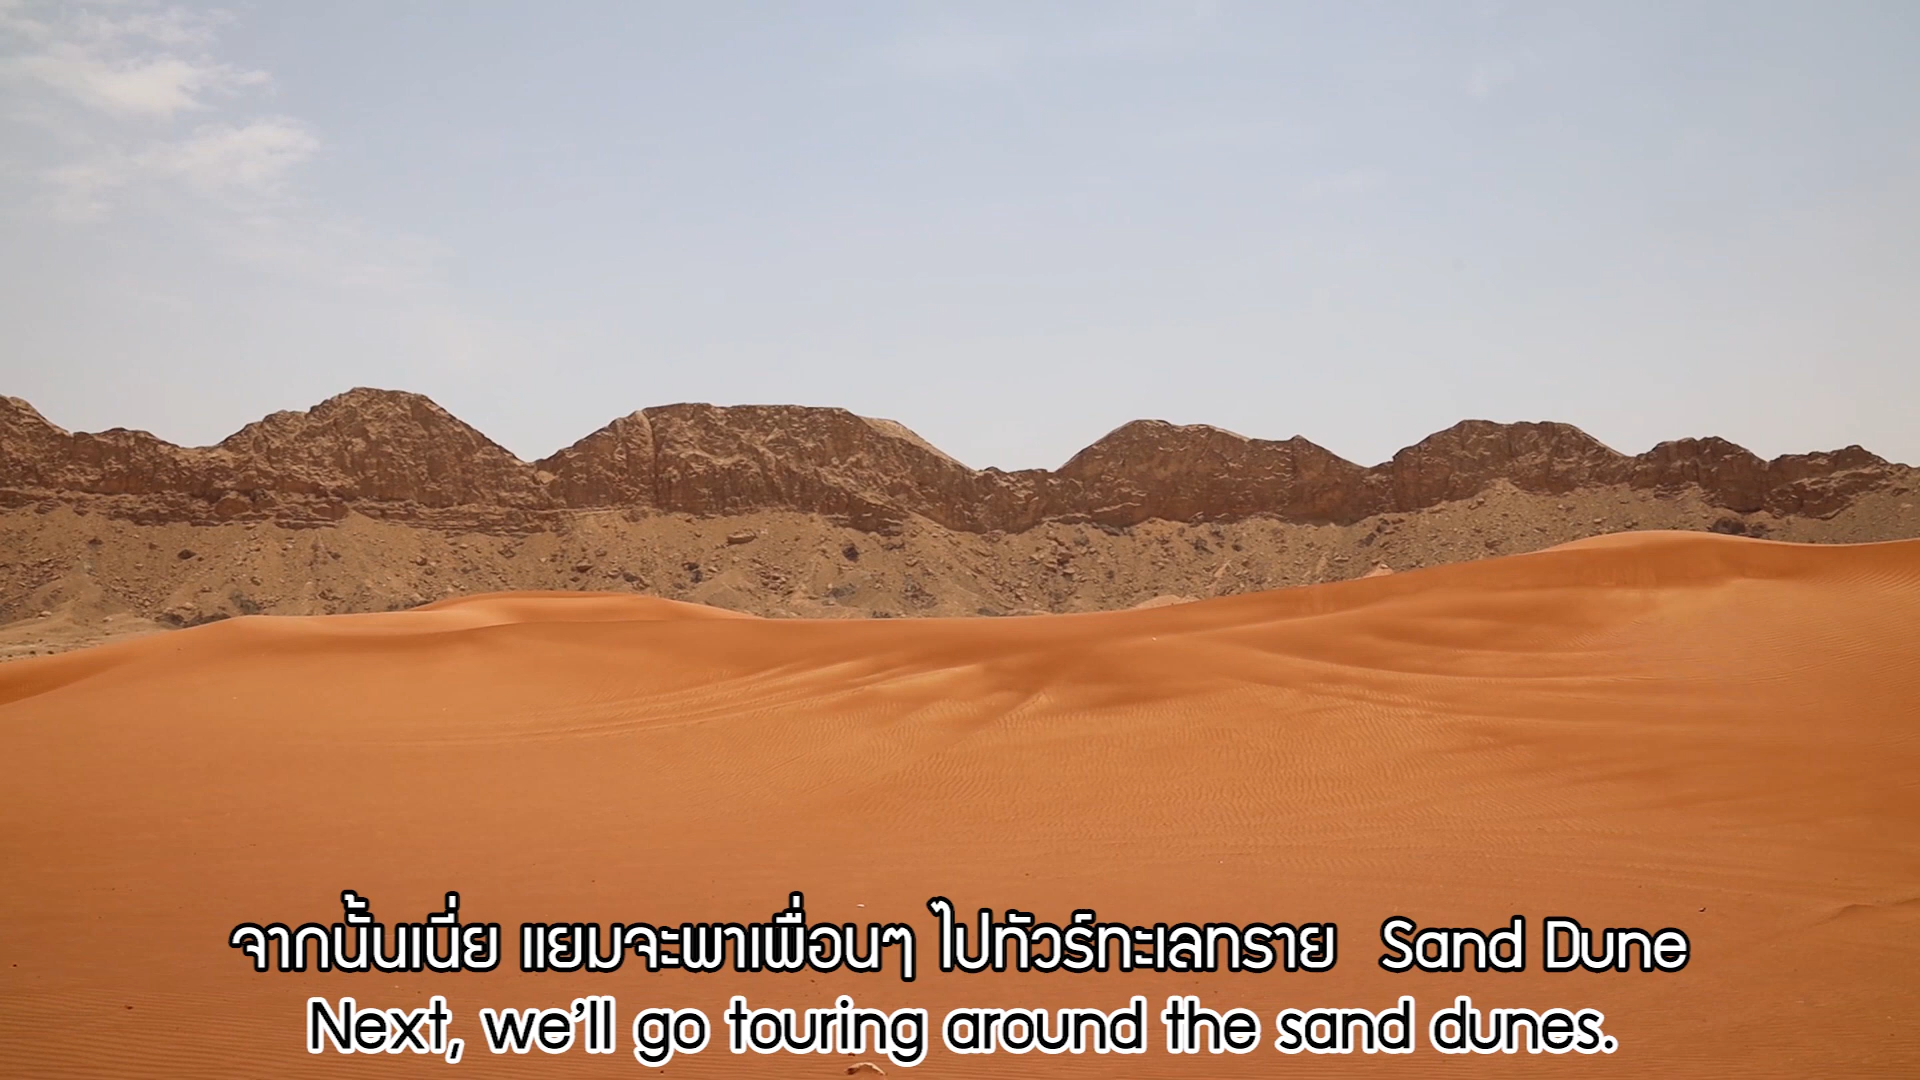 จากนั้นเนี่ย แยมจะพาเพื่อนๆ ไปทัวร์ทะเลทราย Sand Dune
Next, we'll go touring around the sand dunes.